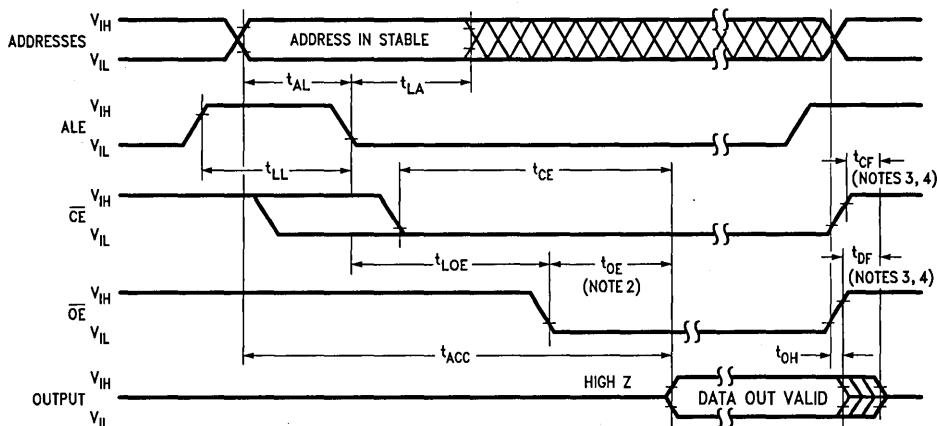 V_IH
ADDRESSES
ADDRESS IN STABLE
V_IL
t_AL
t_LA
V_IH
ALE
V_IL
t_LL
t_CE
t_CF
(NOTES 3, 4)
V_IH
C̅E̅
V_IL
t_LOE
t_OE
(NOTE 2)
t_DF
(NOTES 3, 4)
V_IH
O̅E̅
V_IL
t_ACC
t_OH
V_IH
HIGH Z
OUTPUT
DATA OUT VALID
V_IL